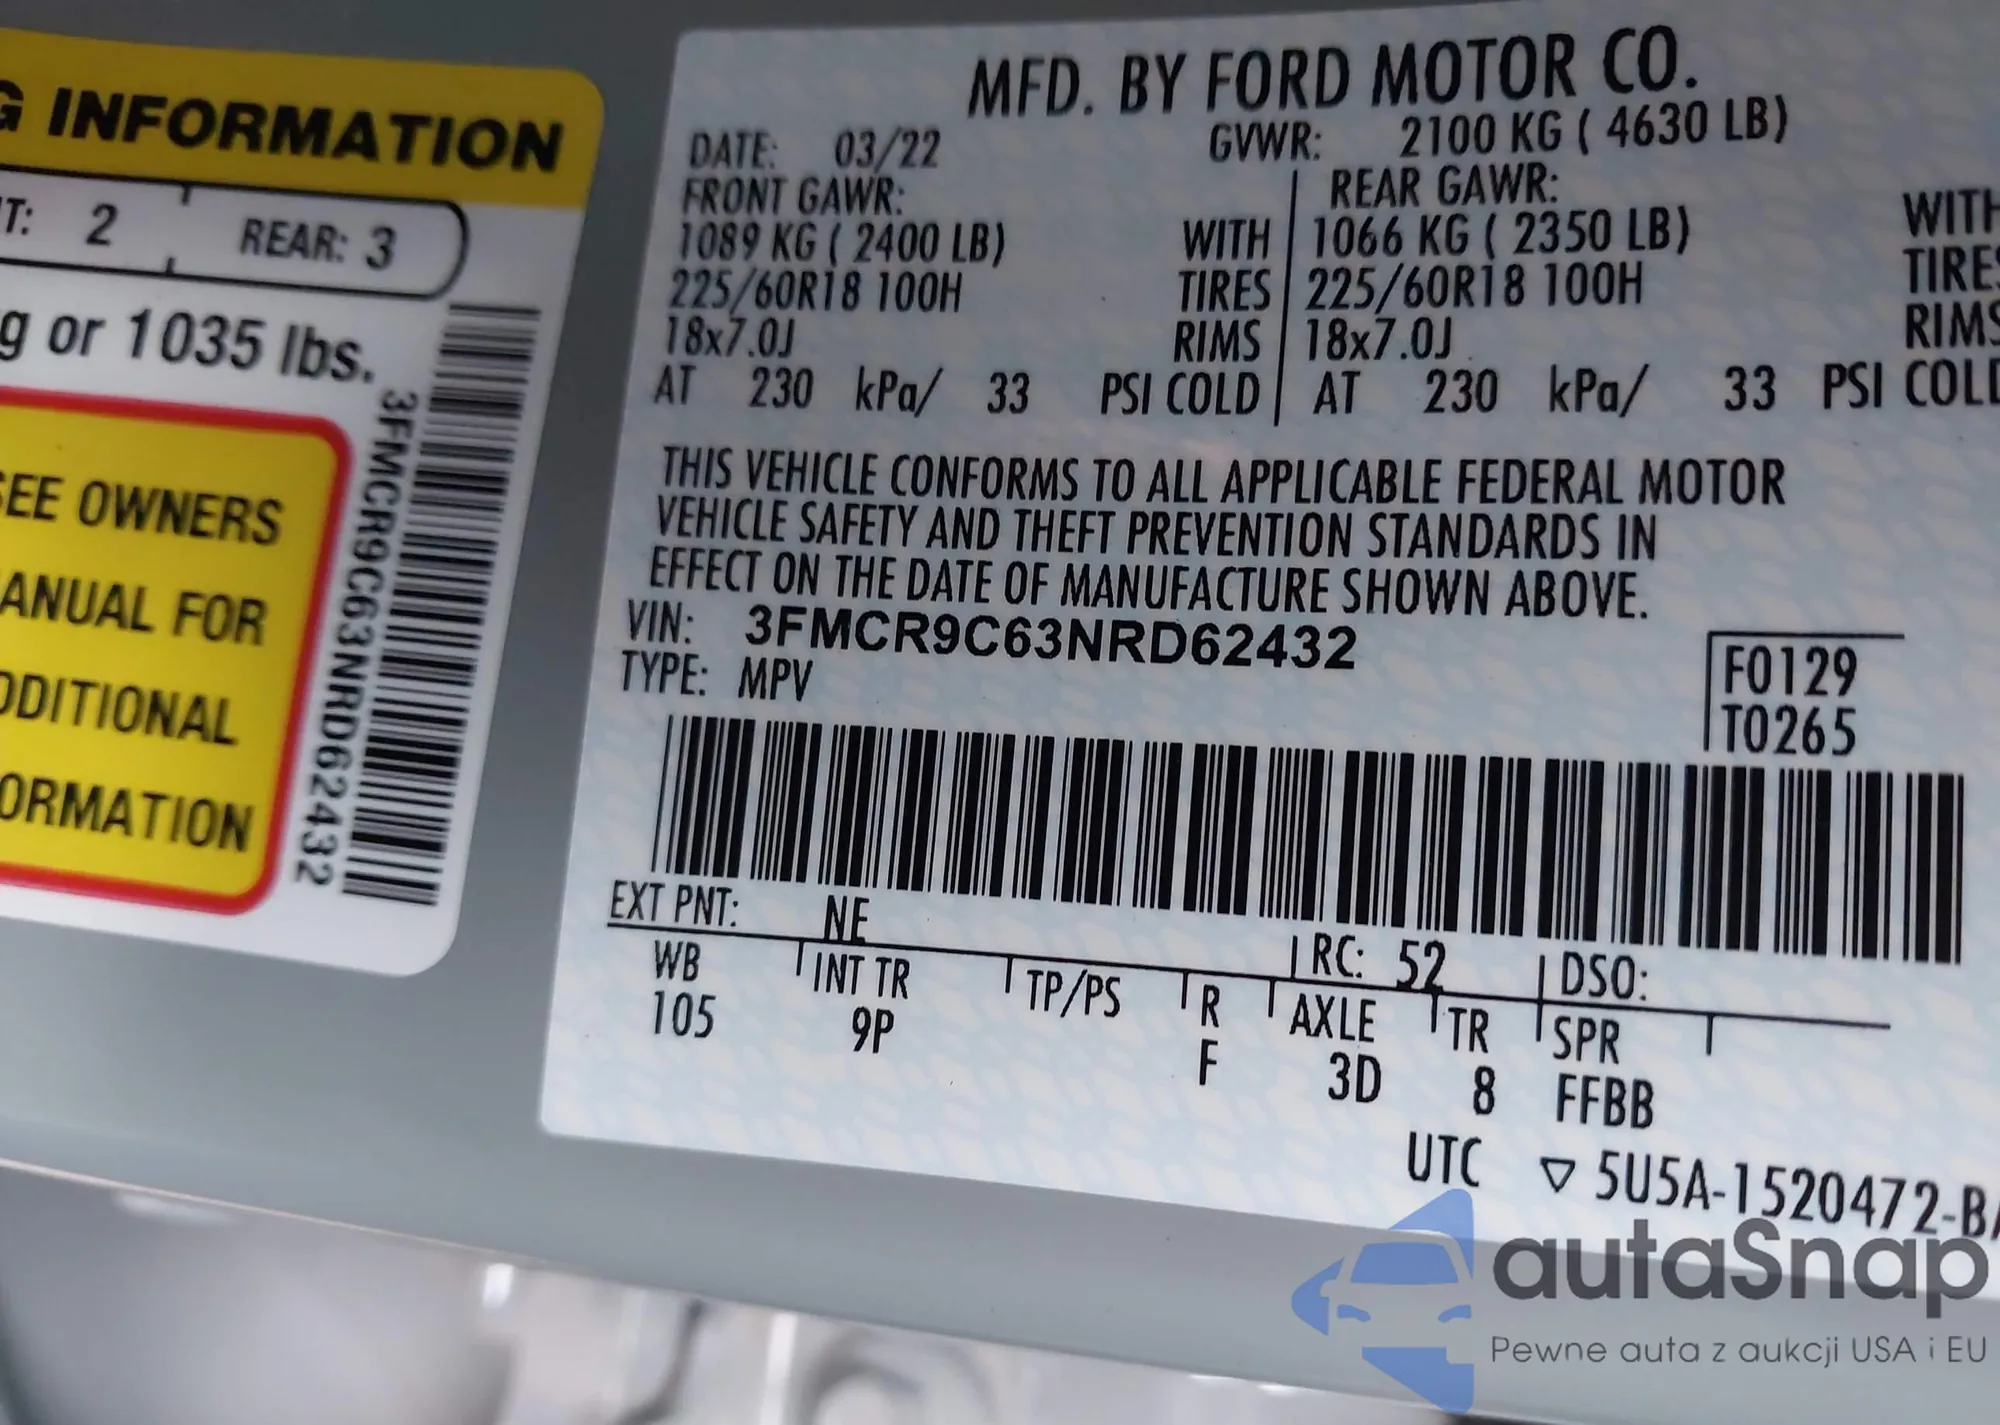 G INFORMATION
T: 2 REAR: 3
g or 1035 lbs.
3FMCR9C63NRD62432
SEE OWNERS
ANUAL FOR
DDITIONAL
ORMATION
MFD. BY FORD MOTOR CO.
DATE: 03/22 GVWR: 2100 KG ( 4630 LB)
FRONT GAWR: REAR GAWR:
1089 KG ( 2400 LB) WITH 1066 KG ( 2350 LB) WITH
225/60R18 100H TIRES 225/60R18 100H TIRES
18x7.0J RIMS 18x7.0J RIMS
AT 230 kPa/ 33 PSI COLD AT 230 kPa/ 33 PSI COLD
THIS VEHICLE CONFORMS TO ALL APPLICABLE FEDERAL MOTOR
VEHICLE SAFETY AND THEFT PREVENTION STANDARDS IN
EFFECT ON THE DATE OF MANUFACTURE SHOWN ABOVE.
VIN: 3FMCR9C63NRD62432
TYPE: MPV
F0129
T0265
EXT PNT: NE RC: 52 DSO:
WB INT TR TP/PS R AXLE TR SPR
105 9P F 3D 8 FFBB
UTC ▽ 5U5A-1520472-BA
autaSnap
Pewne auta z aukcji USA i EU